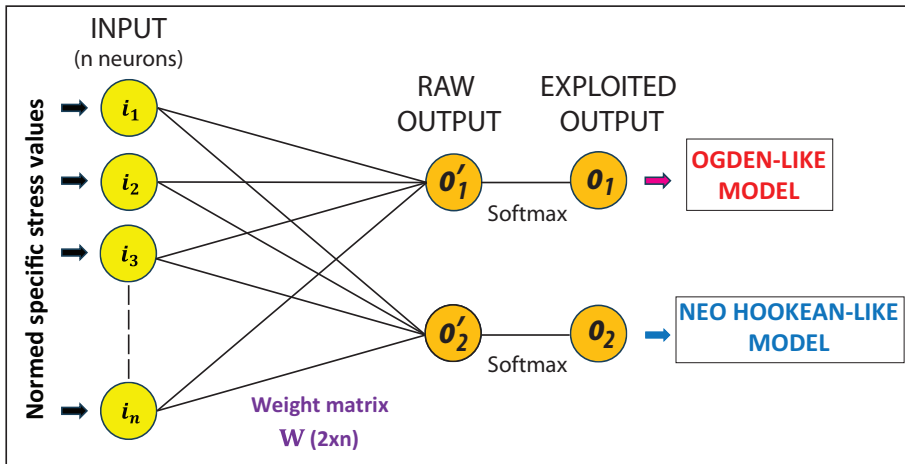 INPUT
(n neurons)
Normed specific stress values
i₁
i₂
i₃
iₙ
RAW
OUTPUT
EXPLOITED
OUTPUT
o′₁
Softmax
o₁
OGDEN-LIKE
MODEL
o′₂
Softmax
o₂
NEO HOOKEAN-LIKE
MODEL
Weight matrix
W (2xn)